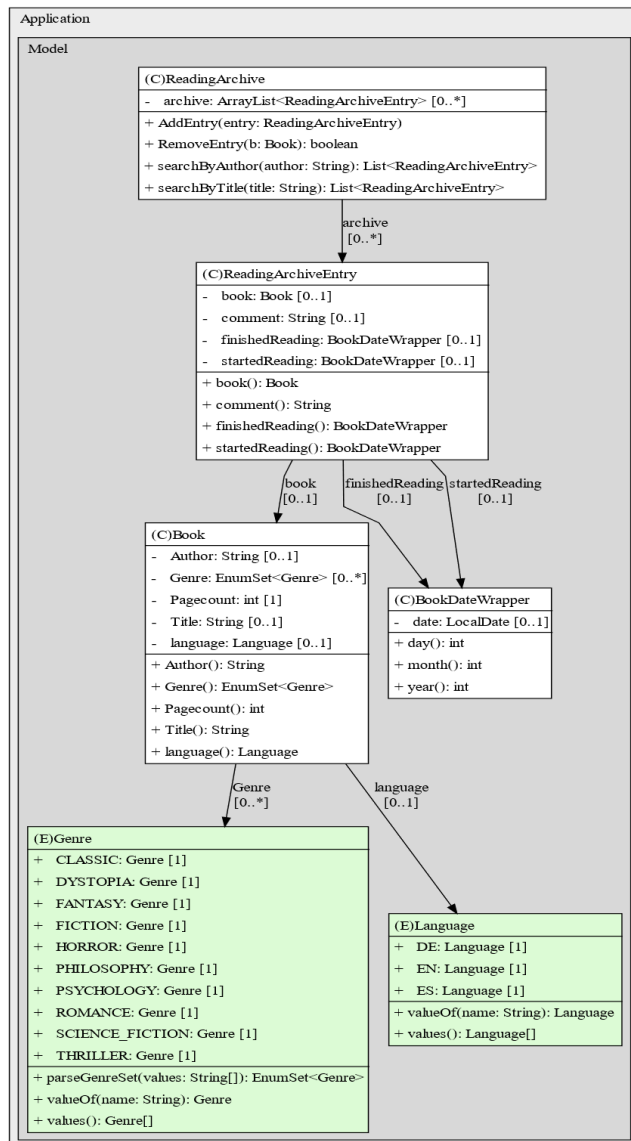 Application
Model
(C)ReadingArchive
- archive: ArrayList<ReadingArchiveEntry> [0..*]
+ AddEntry(entry: ReadingArchiveEntry)
+ RemoveEntry(b: Book): boolean
+ searchByAuthor(author: String): List<ReadingArchiveEntry>
+ searchByTitle(title: String): List<ReadingArchiveEntry>
archive
[0..*]
(C)ReadingArchiveEntry
- book: Book [0..1]
- comment: String [0..1]
- finishedReading: BookDateWrapper [0..1]
- startedReading: BookDateWrapper [0..1]
+ book(): Book
+ comment(): String
+ finishedReading(): BookDateWrapper
+ startedReading(): BookDateWrapper
book
[0..1]
finishedReading
[0..1]
startedReading
[0..1]
(C)Book
- Author: String [0..1]
- Genre: EnumSet<Genre> [0..*]
- Pagecount: int [1]
- Title: String [0..1]
- language: Language [0..1]
+ Author(): String
+ Genre(): EnumSet<Genre>
+ Pagecount(): int
+ Title(): String
+ language(): Language
(C)BookDateWrapper
- date: LocalDate [0..1]
+ day(): int
+ month(): int
+ year(): int
Genre
[0..*]
language
[0..1]
(E)Genre
+ CLASSIC: Genre [1]
+ DYSTOPIA: Genre [1]
+ FANTASY: Genre [1]
+ FICTION: Genre [1]
+ HORROR: Genre [1]
+ PHILOSOPHY: Genre [1]
+ PSYCHOLOGY: Genre [1]
+ ROMANCE: Genre [1]
+ SCIENCE_FICTION: Genre [1]
+ THRILLER: Genre [1]
+ parseGenreSet(values: String[]): EnumSet<Genre>
+ valueOf(name: String): Genre
+ values(): Genre[]
(E)Language
+ DE: Language [1]
+ EN: Language [1]
+ ES: Language [1]
+ valueOf(name: String): Language
+ values(): Language[]